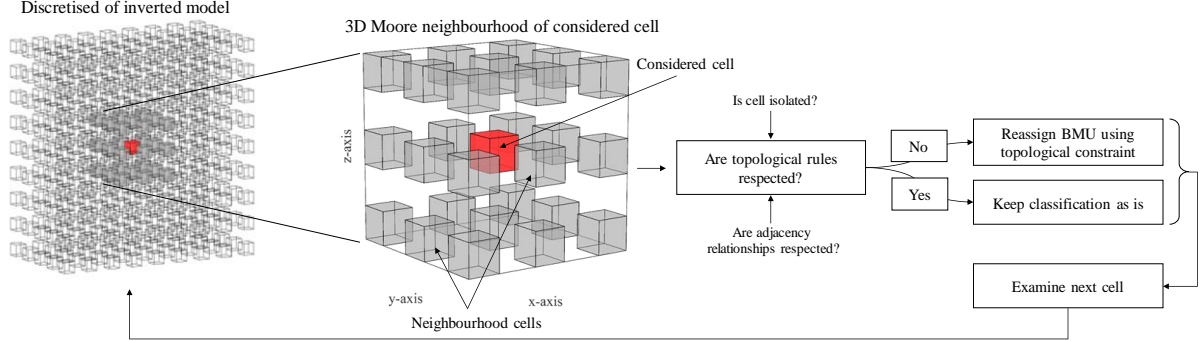 Discretised of inverted model
3D Moore neighbourhood of considered cell
Considered cell
z-axis
y-axis
x-axis
Neighbourhood cells
Is cell isolated?
Are topological rules
respected?
Are adjacency
relationships respected?
No
Yes
Reassign BMU using
topological constraint
Keep classification as is
Examine next cell